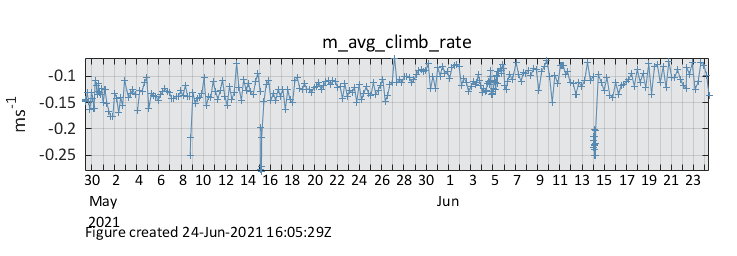 m_avg_climb_rate
-0.1
-0.15
-0.2
-0.25
ms-1
30 2 4 6 8 10 12 14 16 18 20 22 24 26 28 30 1 3 5 7 9 11 13 15 17 19 21 23
May Jun
2021
Figure created 24-Jun-2021 16:05:29Z